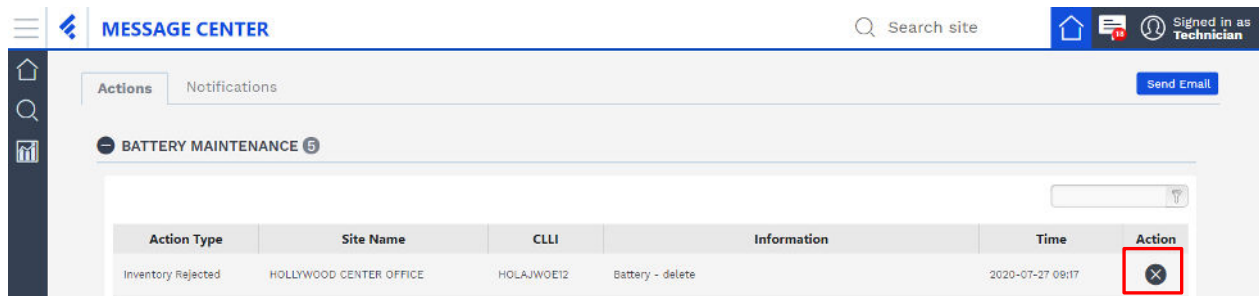 MESSAGE CENTER
Search site
18
Signed in as
Technician
Actions
Notifications
Send Email
BATTERY MAINTENANCE 5
Action Type Site Name CLLI Information Time Action
Inventory Rejected HOLLYWOOD CENTER OFFICE HOLAJWOE12 Battery - delete 2020-07-27 09:17